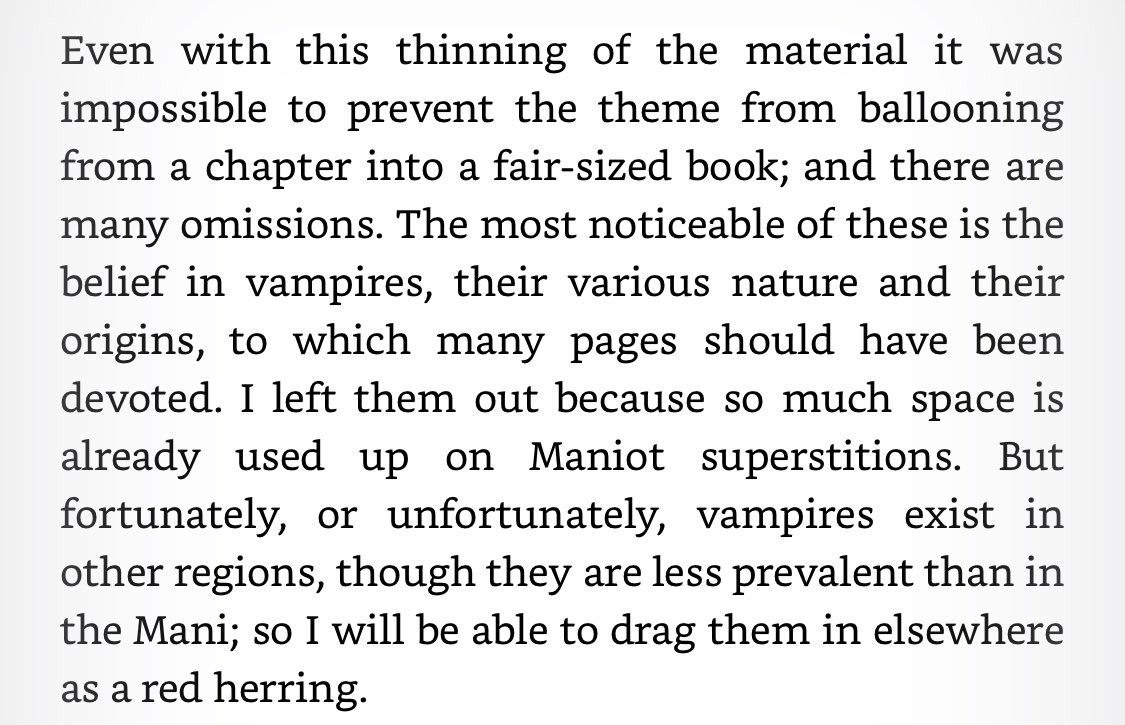 Even with this thinning of the material it was
impossible to prevent the theme from ballooning
from a chapter into a fair-sized book; and there are
many omissions. The most noticeable of these is the
belief in vampires, their various nature and their
origins, to which many pages should have been
devoted. I left them out because so much space is
already used up on Maniot superstitions. But
fortunately, or unfortunately, vampires exist in
other regions, though they are less prevalent than in
the Mani; so I will be able to drag them in elsewhere
as a red herring.